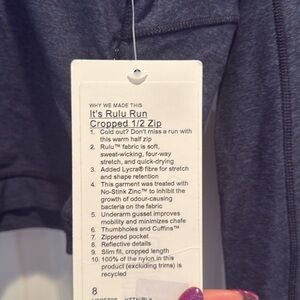 WHY WE MADE THIS
It's Rulu Run
Cropped 1/2 Zip
1. Cold out? Don't miss a run with
this warm half zip
2. Rulu™ fabric is soft,
sweat-wicking, four-way
stretch, and quick-drying
3. Added Lycra® fibre for stretch
and shape retention
4. This garment was treated with
No-Stink Zinc™ to inhibit the
growth of odour-causing
bacteria on the fabric
5. Underarm gusset improves
mobility and minimizes chafe
6. Thumbholes and Cuffins™
7. Zippered pocket
8. Reflective details
9. Slim fit, cropped length
10. 100% of the nylon in this
product (excluding trims) is
recycled
8